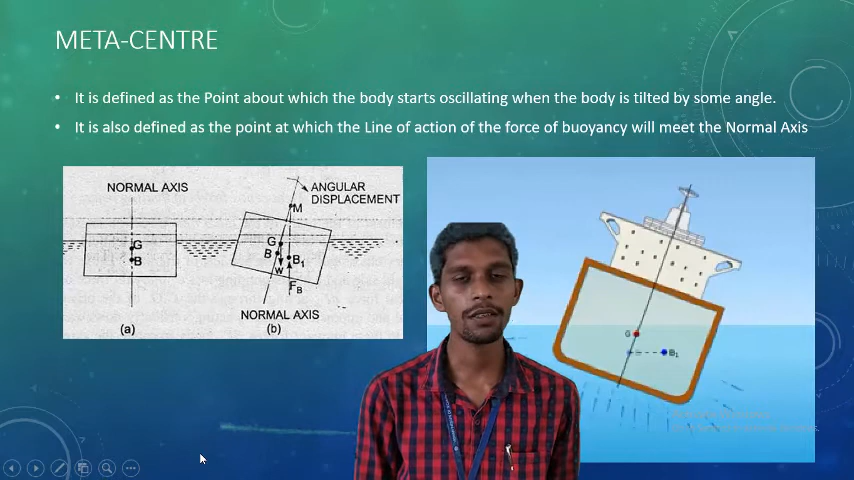 META-CENTRE
• It is defined as the Point about which the body starts oscillating when the body is tilted by some angle.
• It is also defined as the point at which the Line of action of the force of buoyancy will meet the Normal Axis
NORMAL AXIS
G
B
(a)
ANGULAR
DISPLACEMENT
M
G
B
B₁
W
F_B
NORMAL AXIS
(b)
G
B₁